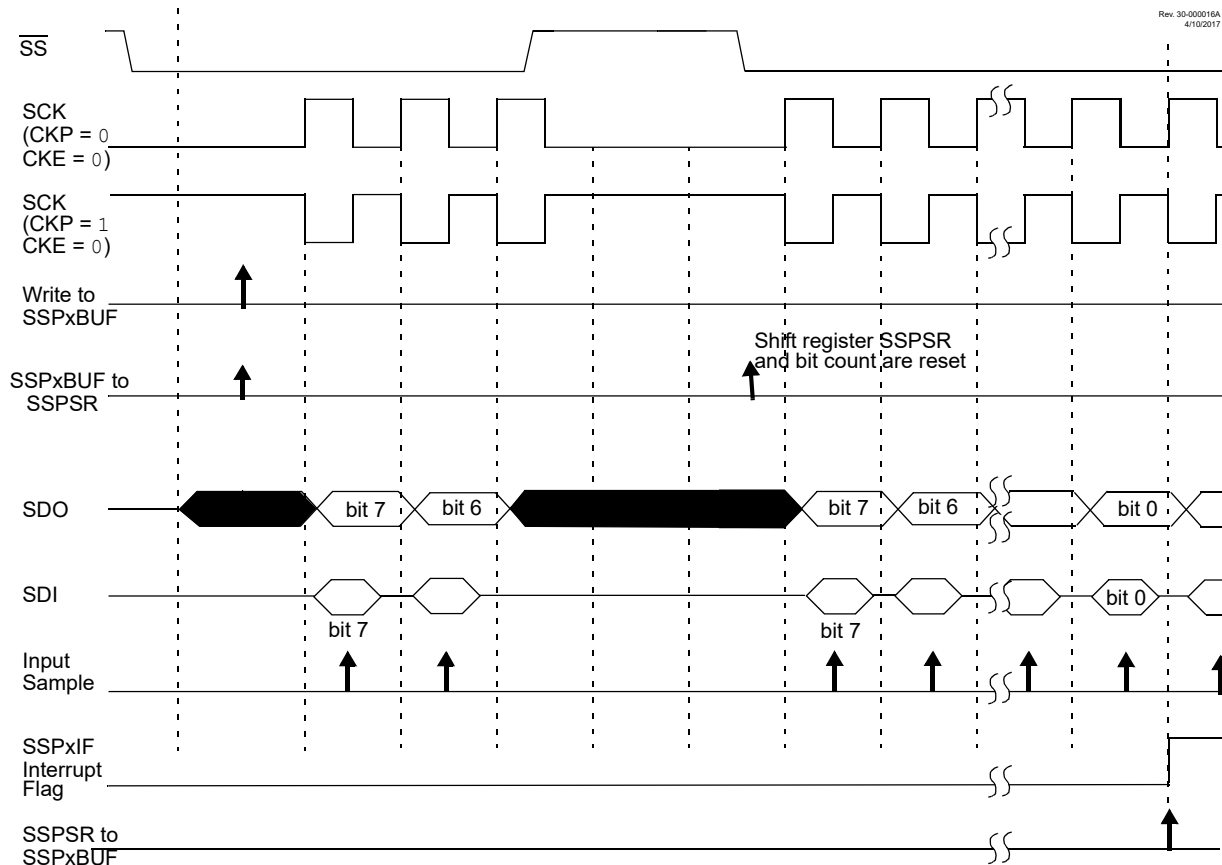 Rev. 30-000016A
4/10/2017
SS
SCK
(CKP = 0
CKE = 0)
SCK
(CKP = 1
CKE = 0)
Write to
SSPxBUF
Shift register SSPSR
and bit count are reset
SSPxBUF to
SSPSR
SDO
bit 7
bit 6
bit 7
bit 6
bit 0
SDI
bit 0
bit 7
bit 7
Input
Sample
SSPxIF
Interrupt
Flag
SSPSR to
SSPxBUF